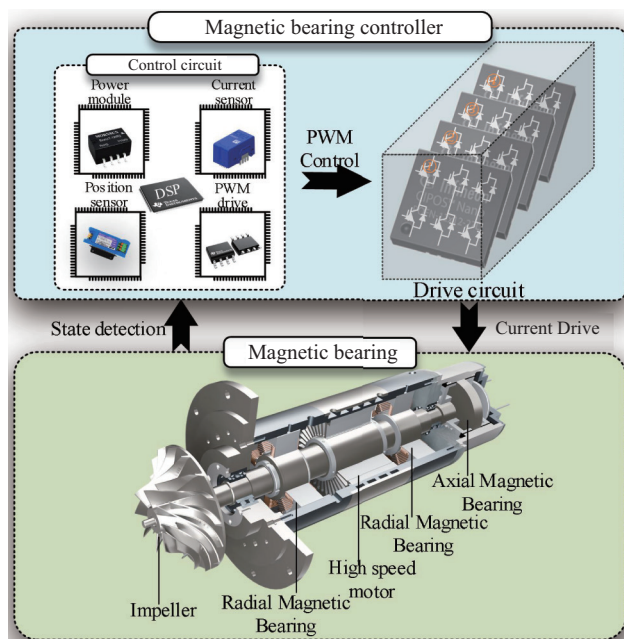 Magnetic bearing controller
Control circuit
Power
module
Current
sensor
DSP
Position
sensor
PWM
drive
PWM
Control
Drive circuit
State detection
Current Drive
Magnetic bearing
Axial Magnetic
Bearing
Radial Magnetic
Bearing
High speed
motor
Radial Magnetic
Bearing
Impeller